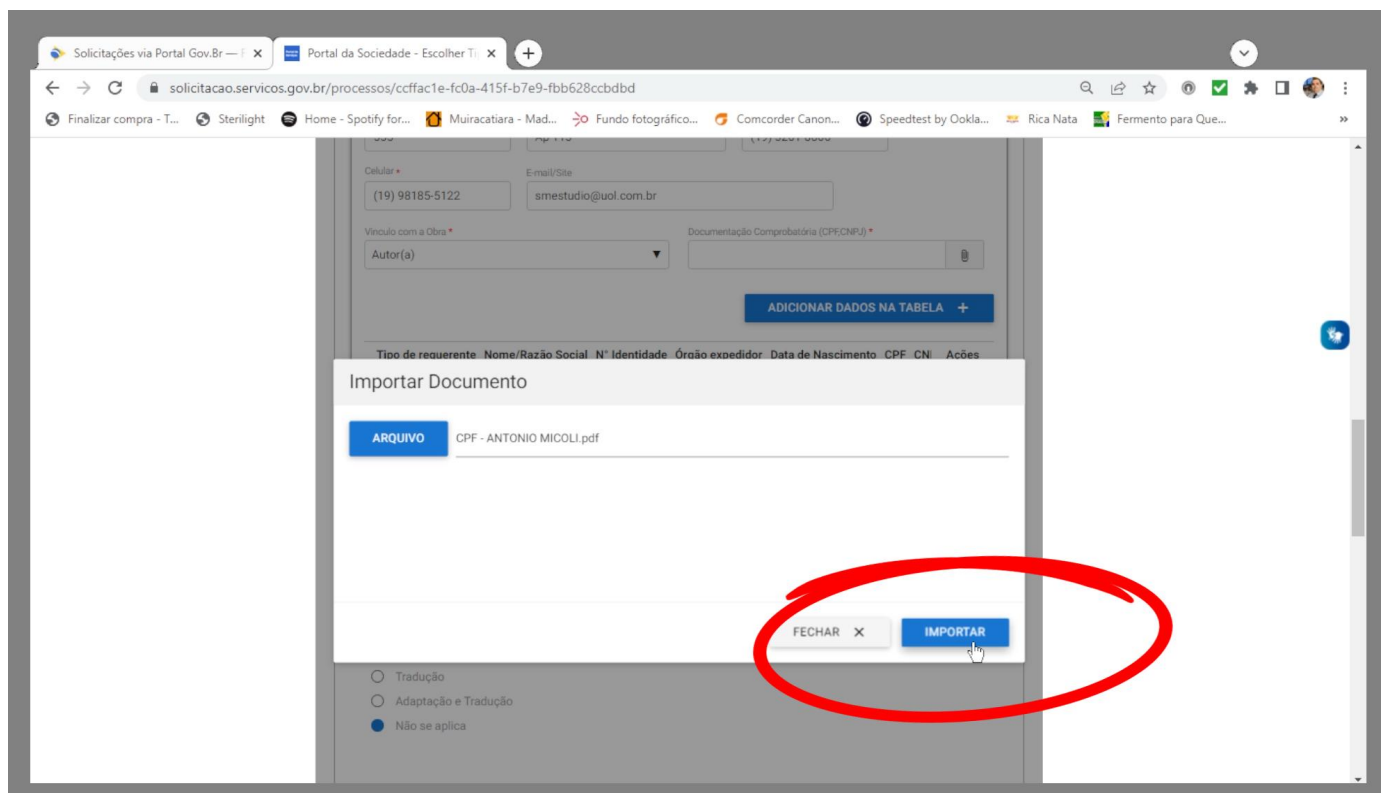 Solicitações via Portal Gov.Br —
Portal da Sociedade - Escolher Ti
solicitacao.servicos.gov.br/processos/ccffac1e-fc0a-415f-b7e9-fbb628ccbdbd
Finalizar compra - T...
Sterilight
Home - Spotify for...
Muiracatiara - Mad...
Fundo fotográfic...
Comcorder Canon...
Speedtest by Ookla...
Rica Nata
Fermento para Que...
»
Celular *
E-mail/Site
(19) 98185-5122
smestudio@uol.com.br
Vinculo com a Obra *
Documentação Comprobatória (CPF,CNPJ) *
Autor(a)
ADICIONAR DADOS NA TABELA +
Tipo de requerente Nome/Razão Social N° Identidade Órgão expedidor Data de Nascimento CPF CN Ações
Importar Documento
ARQUIVO
CPF - ANTONIO MICOLI.pdf
FECHAR X
IMPORTAR
Tradução
Adaptação e Tradução
Não se aplica